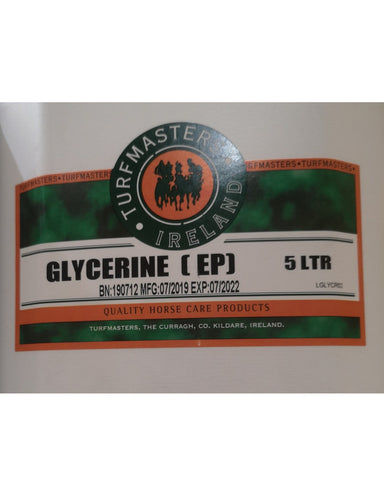 TURFMASTERS
IRELAND
TURFMASTERS • TURFMASTERS •
TURFMASTERS • TURFMASTERS
GLYCERINE (EP)
5 LTR
BN:190712 MFG:07/2019 EXP:07/2022
QUALITY HORSE CARE PRODUCTS
TURFMASTERS, THE CURRAGH, CO. KILDARE, IRELAND.